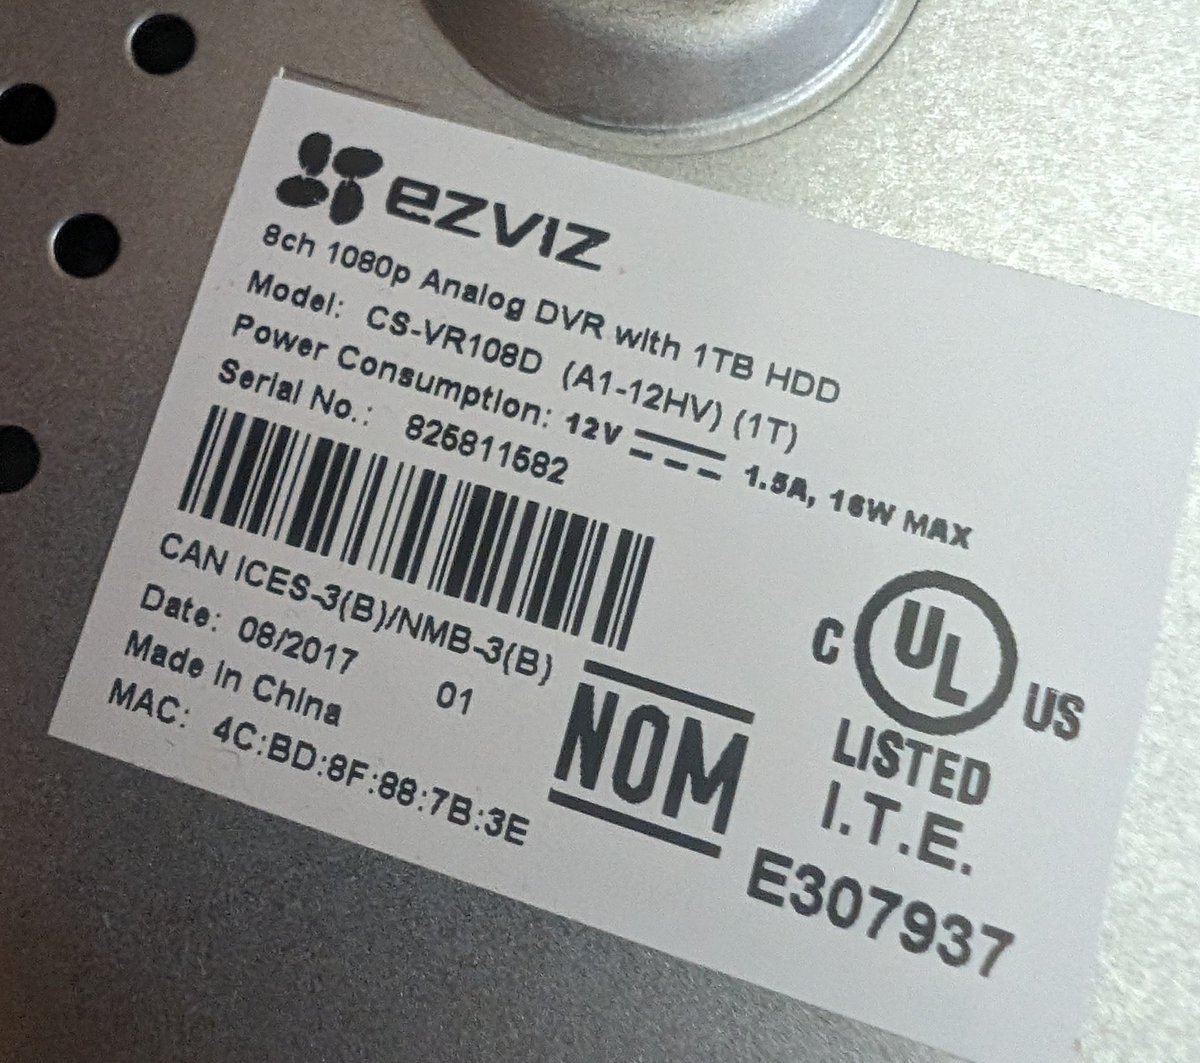 ezviz
8ch 1080p Analog DVR with 1TB HDD
Model: CS-VR108D (A1-12HV) (1T)
Power Consumption: 12V 1.5A, 16W MAX
Serial No.: 825811582
CAN ICES-3(B)/NMB-3(B)
Date: 08/2017 01
Made in China
MAC: 4C:BD:8F:88:7B:3E
NOM
C UL US
LISTED
I.T.E.
E307937